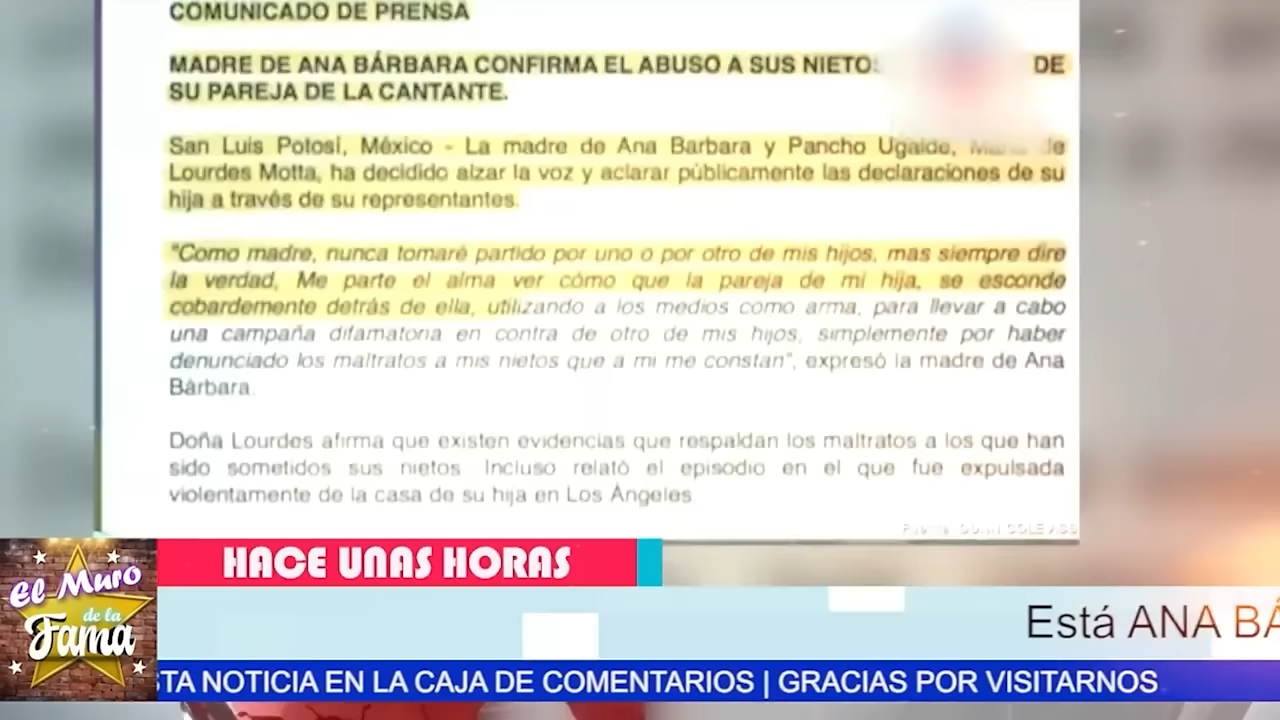 COMUNICADO DE PRENSA
MADRE DE ANA BÁRBARA CONFIRMA EL ABUSO A SUS NIETOS DE
SU PAREJA DE LA CANTANTE.
San Luis Potosí, México - La madre de Ana Barbara y Pancho Ugalde, María de
Lourdes Motta, ha decidido alzar la voz y aclarar públicamente las declaraciones de su
hija a través de su representantes.
"Como madre, nunca tomaré partido por uno o por otro de mis hijos, mas siempre dire
la verdad, Me parte el alma ver cómo que la pareja de mi hija, se esconde
cobardemente detrás de ella, utilizando a los medios como arma, para llevar a cabo
una campaña difamatoria en contra de otro de mis hijos, simplemente por haber
denunciado los maltratos a mis nietos que a mi me constan", expresó la madre de Ana
Bárbara.
Doña Lourdes afirma que existen evidencias que respaldan los maltratos a los que han
sido sometidos sus nietos. Incluso relató el episodio en el que fue expulsada
violentamente de la casa de su hija en Los Ángeles.
HACE UNAS HORAS
El Muro
de la
Fama
Está ANA BÁ
STA NOTICIA EN LA CAJA DE COMENTARIOS | GRACIAS POR VISITARNOS